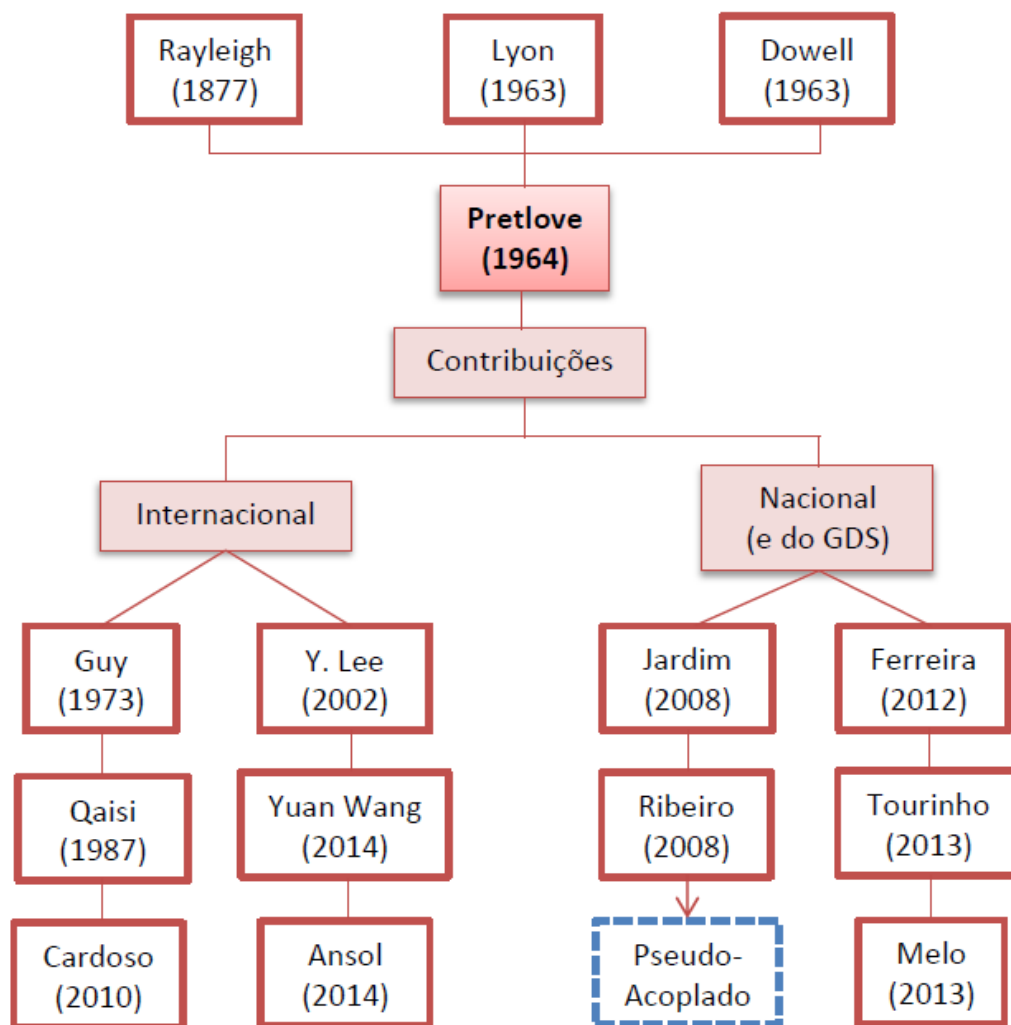 Rayleigh
(1877)
Lyon
(1963)
Dowell
(1963)
Pretlove
(1964)
Contribuições
Internacional
Nacional
(e do GDS)
Guy
(1973)
Y. Lee
(2002)
Jardim
(2008)
Ferreira
(2012)
Qaisi
(1987)
Yuan Wang
(2014)
Ribeiro
(2008)
Tourinho
(2013)
Cardoso
(2010)
Ansol
(2014)
Pseudo-
Acoplado
Melo
(2013)